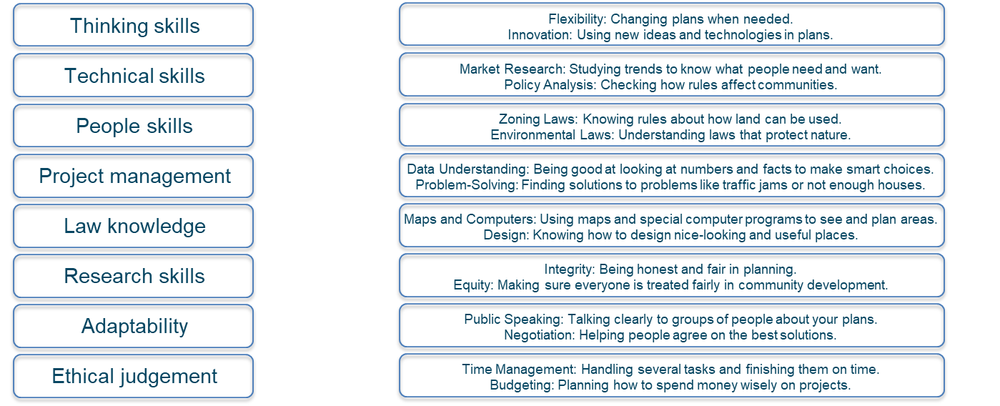 Thinking skills
Technical skills
People skills
Project management
Law knowledge
Research skills
Adaptability
Ethical judgement
Flexibility: Changing plans when needed.
Innovation: Using new ideas and technologies in plans.
Market Research: Studying trends to know what people need and want.
Policy Analysis: Checking how rules affect communities.
Zoning Laws: Knowing rules about how land can be used.
Environmental Laws: Understanding laws that protect nature.
Data Understanding: Being good at looking at numbers and facts to make smart choices.
Problem-Solving: Finding solutions to problems like traffic jams or not enough houses.
Maps and Computers: Using maps and special computer programs to see and plan areas.
Design: Knowing how to design nice-looking and useful places.
Integrity: Being honest and fair in planning.
Equity: Making sure everyone is treated fairly in community development.
Public Speaking: Talking clearly to groups of people about your plans.
Negotiation: Helping people agree on the best solutions.
Time Management: Handling several tasks and finishing them on time.
Budgeting: Planning how to spend money wisely on projects.